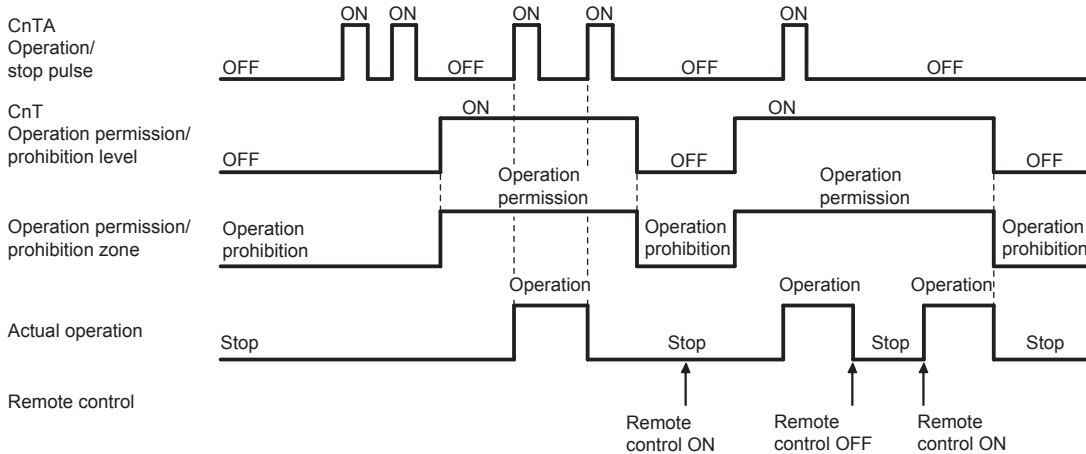 CnTA
Operation/
stop pulse
ON ON ON ON ON
OFF OFF OFF OFF
CnT
Operation permission/
prohibition level
ON ON
OFF OFF OFF
Operation
permission
Operation
permission
Operation permission/
prohibition zone
Operation
prohibition
Operation
prohibition
Operation
prohibition
Actual operation
Operation Operation Operation
Stop Stop Stop Stop
Remote control
Remote
control ON
Remote
control OFF
Remote
control ON